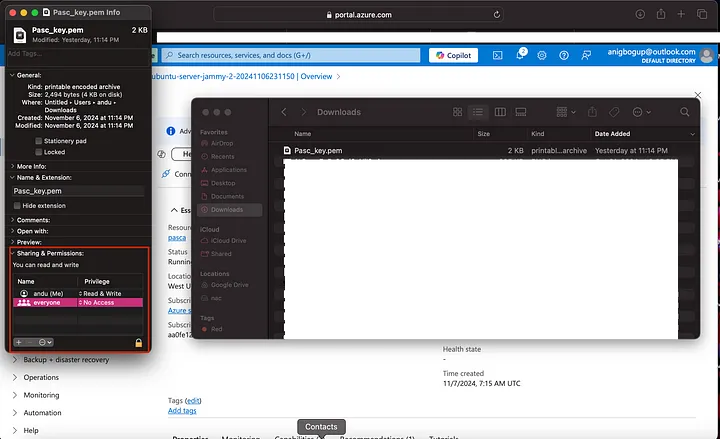 Pasc_key.pem Info
Pasc_key.pem 2 KB
Modified: Yesterday, 11:14 PM
Add Tags...
General:
Kind: printable encoded archive
Size: 2,494 bytes (4 KB on disk)
Where: Untitled • Users • andu •
Downloads
Created: November 6, 2024 at 11:14 PM
Modified: November 6, 2024 at 11:14 PM
Stationery pad
Locked
More Info:
Name & Extension:
Pasc_key.pem
Hide extension
Comments:
Open with:
Preview:
Sharing & Permissions:
You can read and write
Name Privilege
andu (Me) Read & Write
everyone No Access
portal.azure.com
Search resources, services, and docs (G+/)
Copilot
2
anigbogup@outlook.com
DEFAULT DIRECTORY
ubuntu-server-jammy-2-20241106231150 | Overview
Adv
He
Conn
Esse
Resour
pasca
Status
Runnin
Locatio
West U
Subscri
Azure s
Subscri
aa0fe12
Downloads
Favorites
AirDrop
Recents
Applications
Desktop
Documents
Downloads
iCloud
iCloud Drive
Shared
Locations
Google Drive
nac
Tags
Red
Name Size Kind Date Added
Pasc_key.pem 2 KB printabl...archive Yesterday at 11:14 PM
Backup + disaster recovery
Operations
Monitoring
Automation
Help
Health state
-
Time created
11/7/2024, 7:15 AM UTC
Tags (edit)
Add tags
Contacts
Properties Monitoring Capabilities Recommendations (1) Tutorials